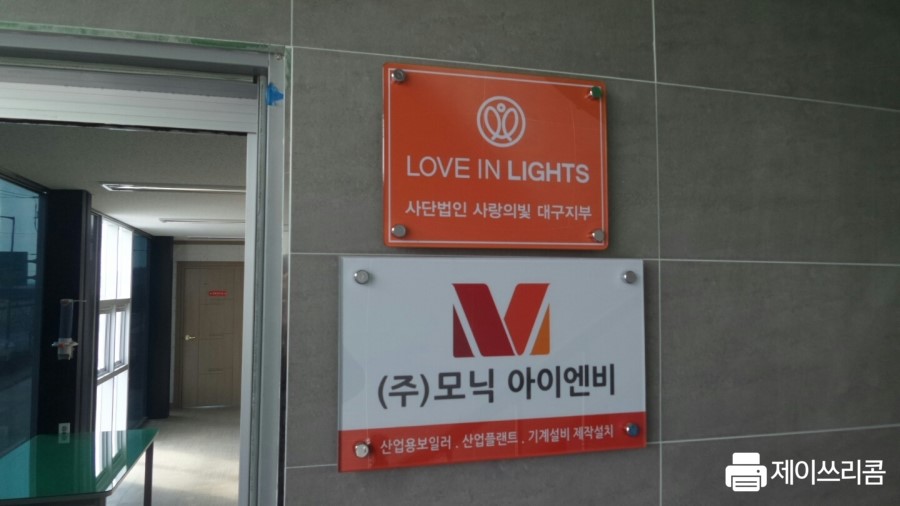 LOVE IN LIGHTS
사단법인 사랑의빛 대구지부
(주)모닉 아이엔비
산업용보일러 . 산업플랜트 . 기계설비 제작설치
제이쓰리콤